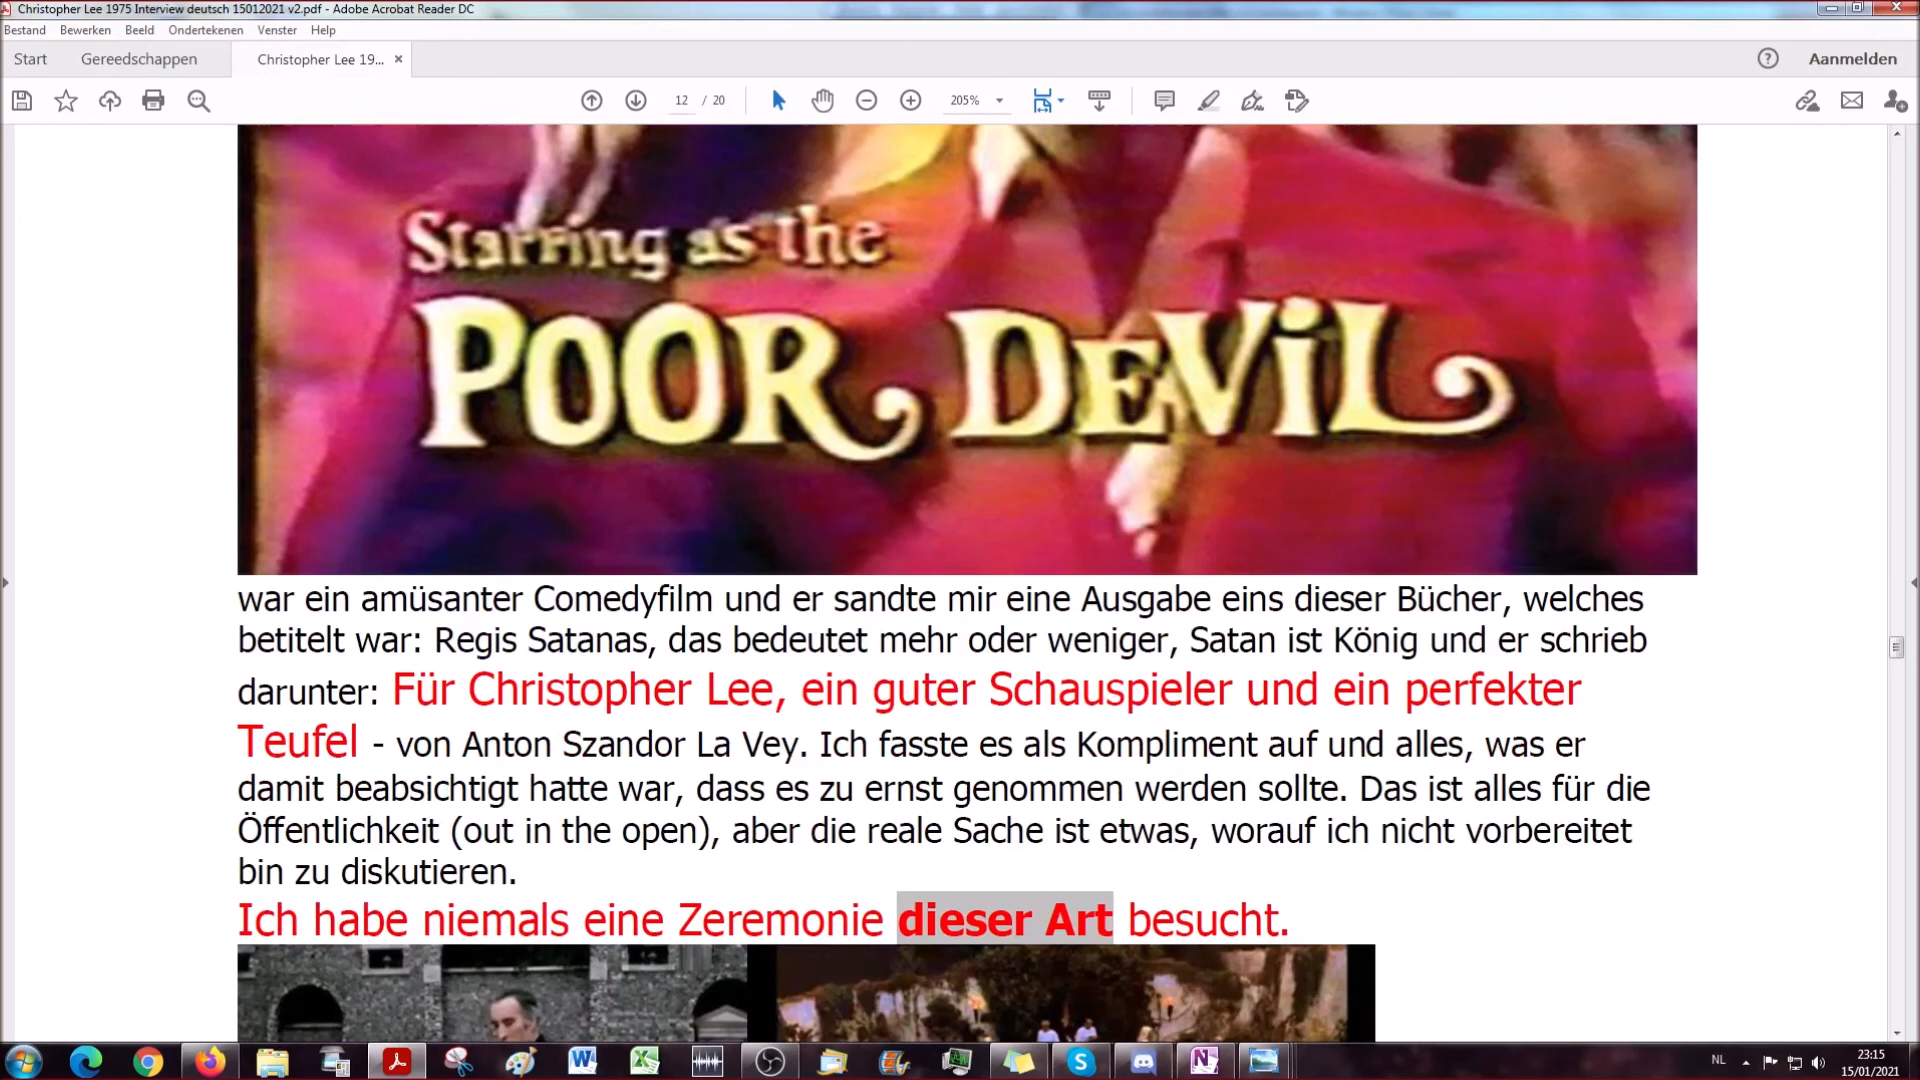 Christopher Lee 1975 Interview deutsch 15012021 v2.pdf - Adobe Acrobat Reader DC
Bestand Bewerken Beeld Ondertekenen Venster Help
Start Gereedschappen Christopher Lee 19... × Aanmelden
12 / 20 205%
Starring as the
POOR DEViL
war ein amüsanter Comedyfilm und er sandte mir eine Ausgabe eins dieser Bücher, welches
betitelt war: Regis Satanas, das bedeutet mehr oder weniger, Satan ist König und er schrieb
darunter: Für Christopher Lee, ein guter Schauspieler und ein perfekter
Teufel - von Anton Szandor La Vey. Ich fasste es als Kompliment auf und alles, was er
damit beabsichtigt hatte war, dass es zu ernst genommen werden sollte. Das ist alles für die
Öffentlichkeit (out in the open), aber die reale Sache ist etwas, worauf ich nicht vorbereitet
bin zu diskutieren.
Ich habe niemals eine Zeremonie dieser Art besucht.
NL 23:15
15/01/2021